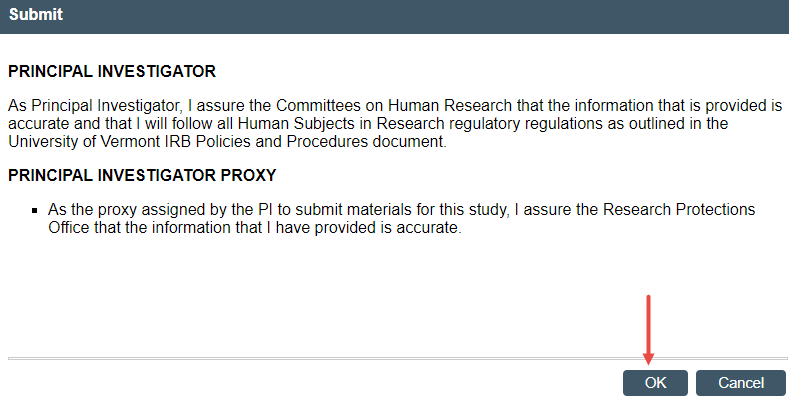 Submit
PRINCIPAL INVESTIGATOR
As Principal Investigator, I assure the Committees on Human Research that the information that is provided is
accurate and that I will follow all Human Subjects in Research regulatory regulations as outlined in the
University of Vermont IRB Policies and Procedures document.
PRINCIPAL INVESTIGATOR PROXY
As the proxy assigned by the PI to submit materials for this study, I assure the Research Protections
Office that the information that I have provided is accurate.
OK Cancel